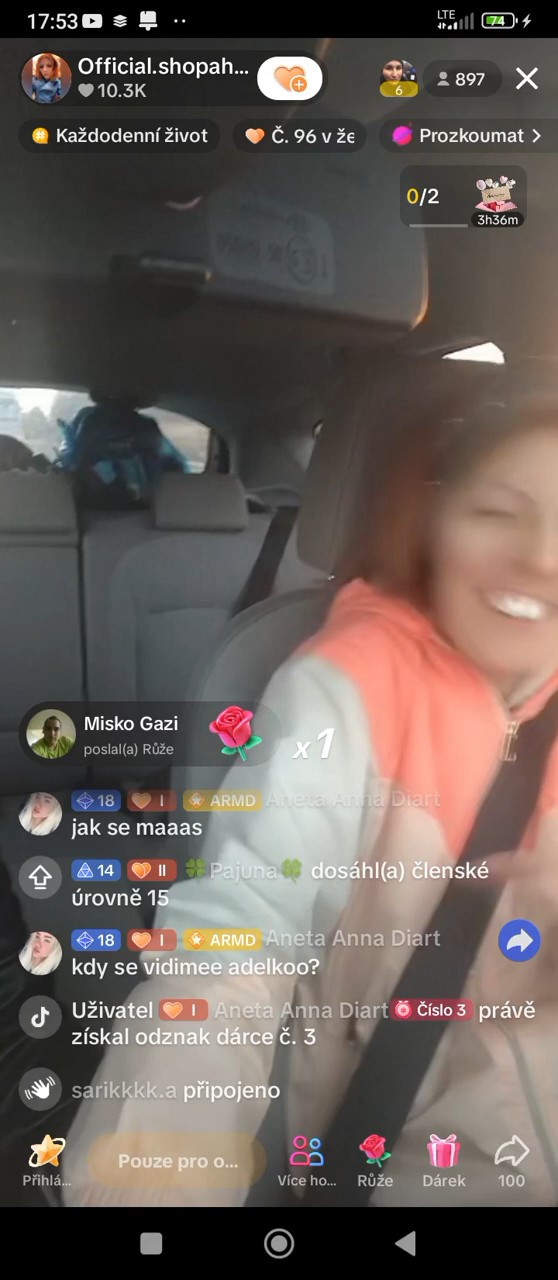 17:53
LTE
74
Official.shopah...
10.3K
6
897
Každodenní život
Č. 96 v že
Prozkoumat
0/2
3h36m
Misko Gazi
poslal(a) Růže
x1
18 I ARMD Aneta Anna Diart
jak se maaas
14 II 🍀Pajuna🍀 dosáhl(a) členské
úrovně 15
18 I ARMD Aneta Anna Diart
kdy se vidimee adelkoo?
Uživatel I Aneta Anna Diart Číslo 3 právě
získal odznak dárce č. 3
sarikkkk.a připojeno
Přihlá...
Pouze pro o...
Více ho...
Růže
Dárek
100